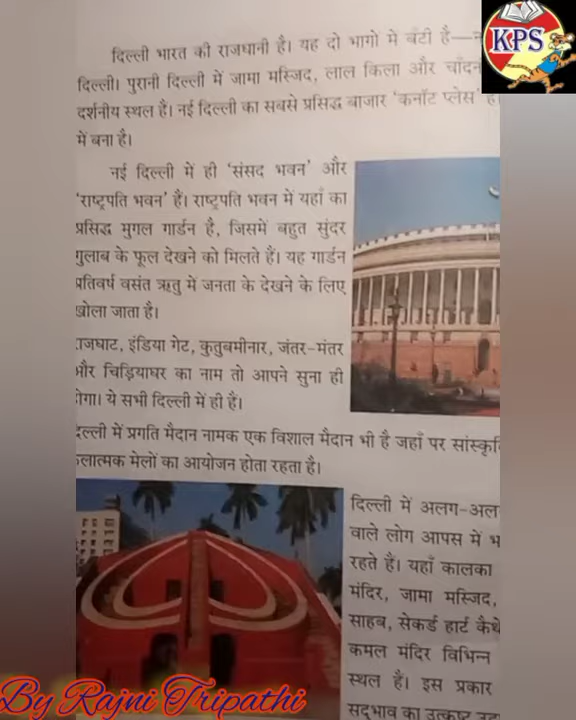 KPS
दिल्ली भारत की राजधानी है। यह दो भागो में बंटी है—
दिल्ली। पुरानी दिल्ली में जामा मस्जिद, लाल किला और
दर्शनीय स्थल है। नई दिल्ली का सबसे प्रसिद्ध बाजार 'कनॉट प्लेस'
में बना है।
नई दिल्ली में ही 'संसद भवन' और
'राष्ट्रपति भवन' हैं। राष्ट्रपति भवन में यहाँ का
प्रसिद्ध मुगल गार्डन है, जिसमें बहुत सुंदर
गुलाब के फूल देखने को मिलते हैं। यह गार्डन
प्रतिवर्ष वसंत ऋतु में जनता के देखने के लिए
खोला जाता है।
इंडिया गेट, कुतुबमीनार, जंतर-मंतर
और चिड़ियाघर का नाम तो आपने सुना ही
ये सभी दिल्ली में ही हैं।
में प्रगति मैदान नामक एक विशाल मैदान भी है जहाँ पर
मेलों का आयोजन होता रहता है।
दिल्ली में
वाले लोग आपस में
रहते हैं। यहाँ कालका
मंदिर, जामा मस्जिद,
साहब, सेकर्ड हार्ट
कमल मंदिर विभिन्न
स्थल हैं। इस प्रकार
सद्भाव का
By Rajni Tripathi